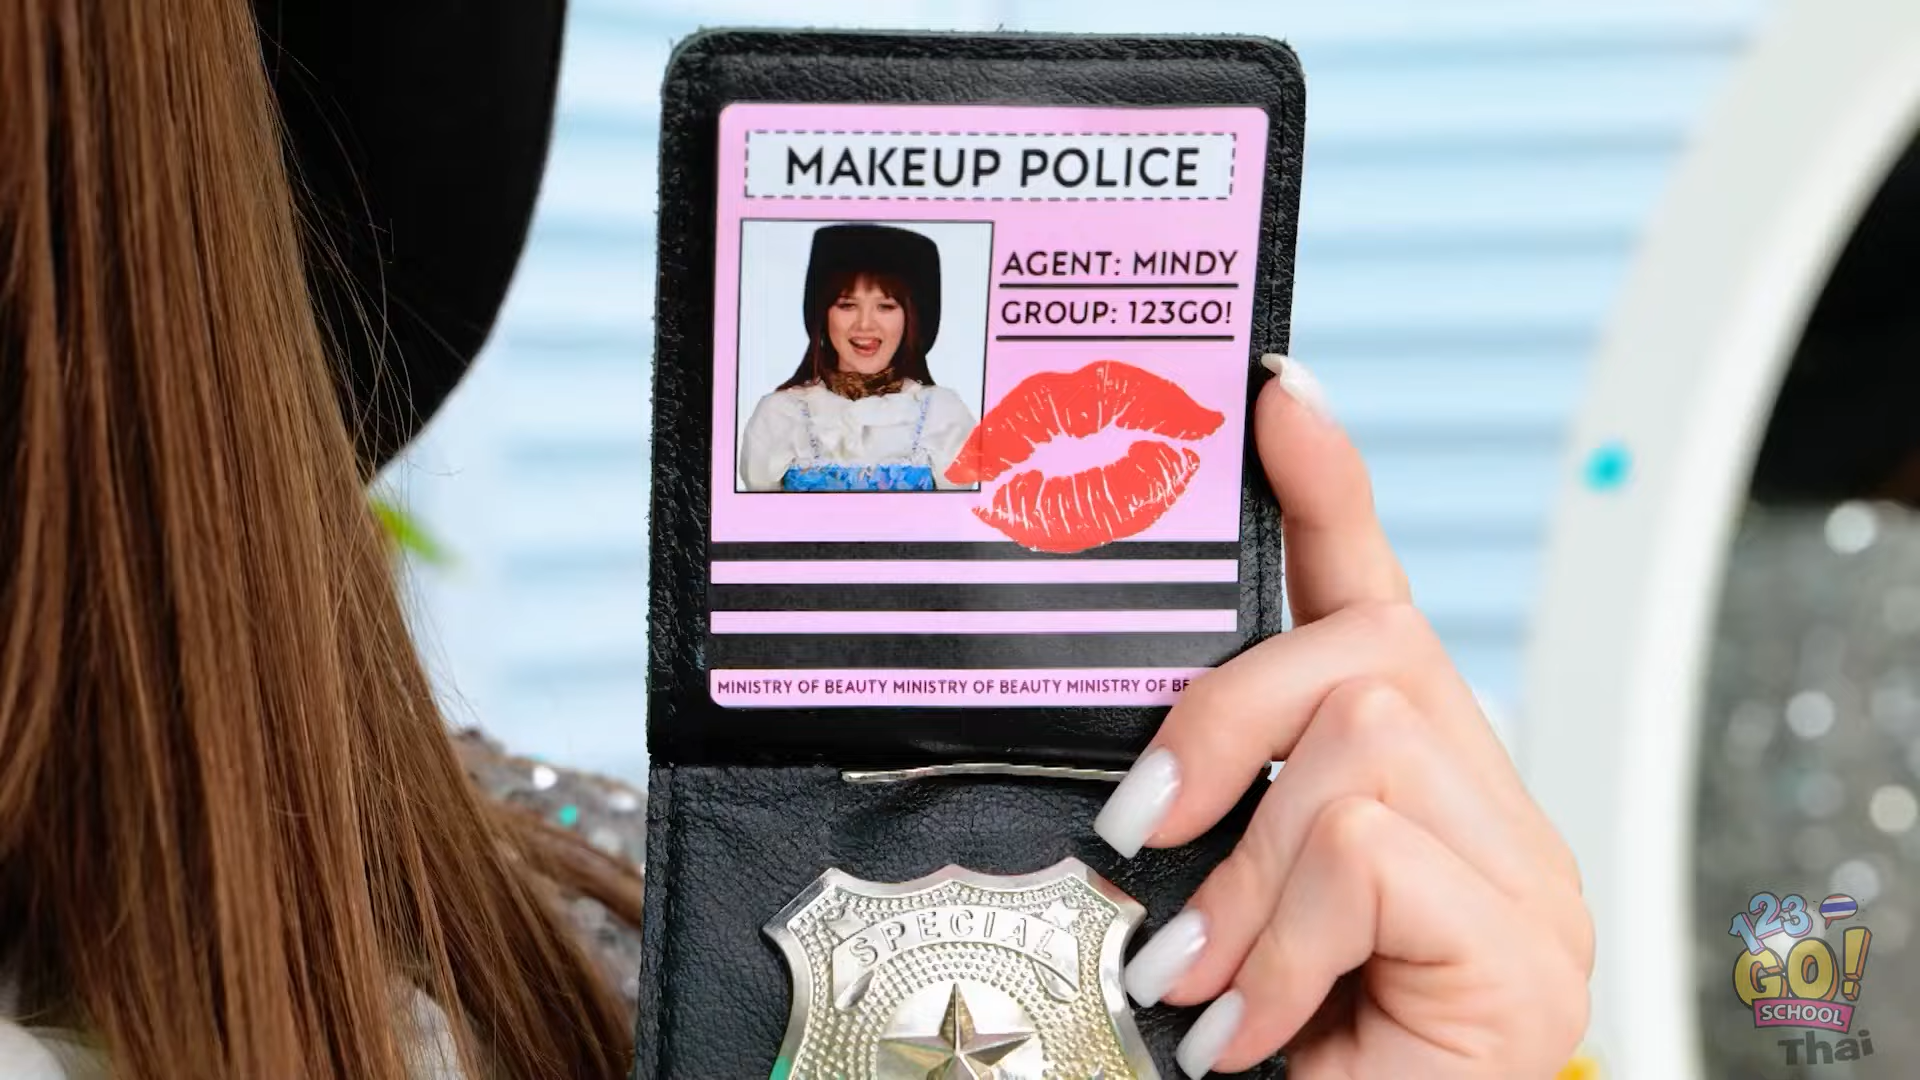 MAKEUP POLICE
AGENT: MINDY
GROUP: 123GO!
MINISTRY OF BEAUTY MINISTRY OF BEAUTY MINISTRY OF BE
SPECIAL
123
GO!
SCHOOL
Thai